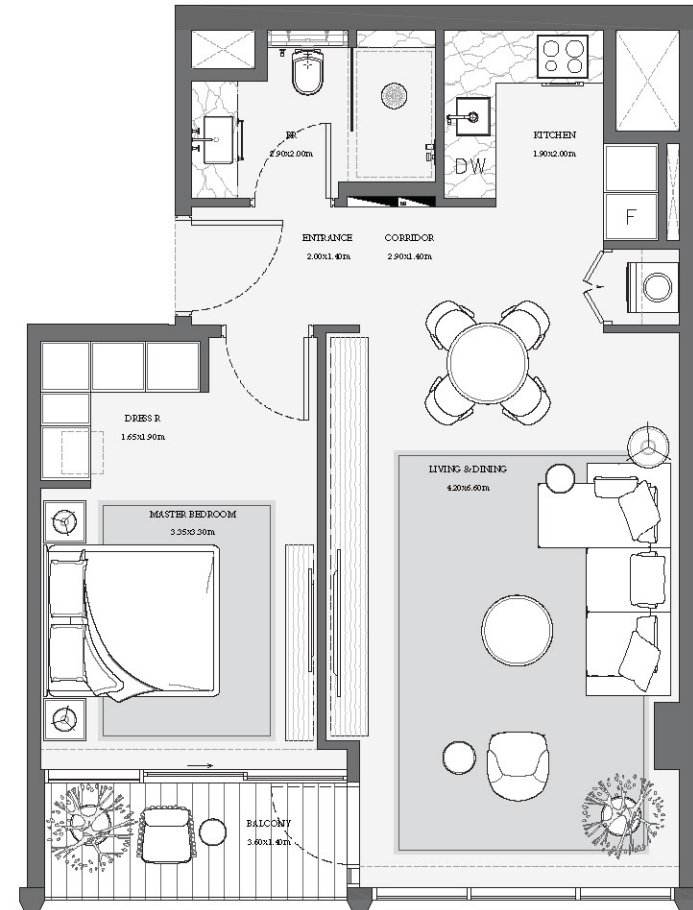 BR
2.90x2.00m
KITCHEN
1.90x2.00m
DW
F
ENTRANCE
2.00x1.40m
CORRIDOR
2.90x1.40m
DRESS R
1.65x1.90m
LIVING & DINING
4.20x6.60m
MASTER BEDROOM
3.35x3.30m
BALCONY
3.60x1.40m